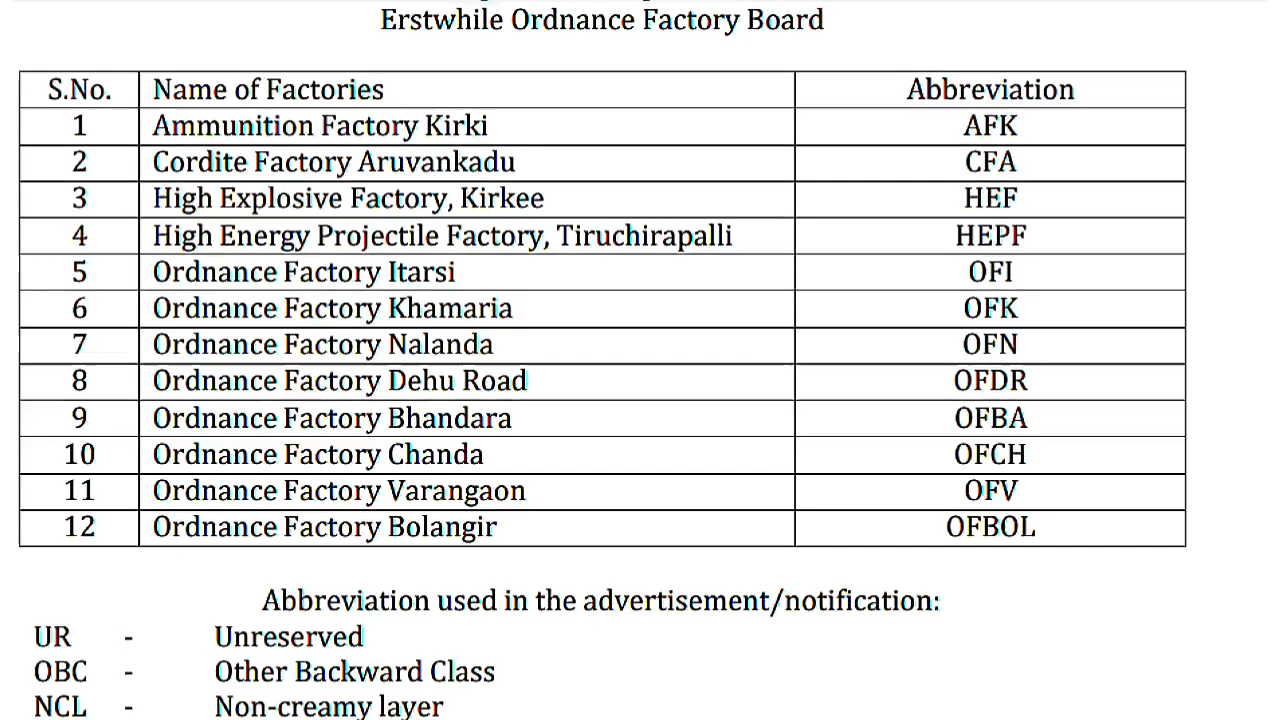 Erstwhile Ordnance Factory Board
S.No. Name of Factories Abbreviation
1 Ammunition Factory Kirki AFK
2 Cordite Factory Aruvankadu CFA
3 High Explosive Factory, Kirkee HEF
4 High Energy Projectile Factory, Tiruchirapalli HEPF
5 Ordnance Factory Itarsi OFI
6 Ordnance Factory Khamaria OFK
7 Ordnance Factory Nalanda OFN
8 Ordnance Factory Dehu Road OFDR
9 Ordnance Factory Bhandara OFBA
10 Ordnance Factory Chanda OFCH
11 Ordnance Factory Varangaon OFV
12 Ordnance Factory Bolangir OFBOL
Abbreviation used in the advertisement/notification:
UR - Unreserved
OBC - Other Backward Class
NCL - Non-creamy layer